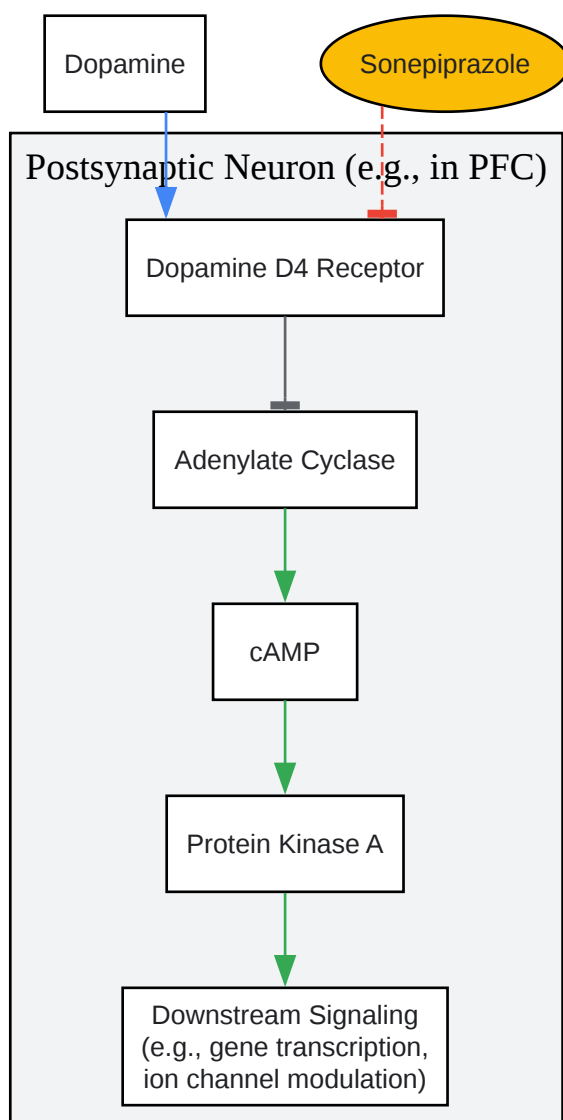 Dopamine
Sonepiprazole
Postsynaptic Neuron (e.g., in PFC)
Dopamine D4 Receptor
Adenylate Cyclase
cAMP
Protein Kinase A
Downstream Signaling
(e.g., gene transcription,
ion channel modulation)